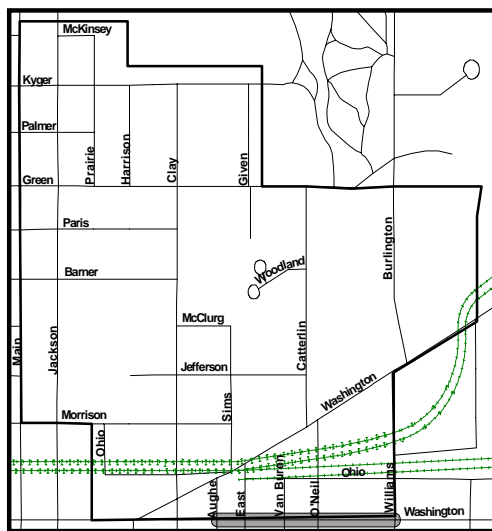 McKinsey
Kyger
Palmer
Prairie
Harrison
Clay
Given
Green
Paris
Burlington
Woodland
Barner
McClurg
Main
Jackson
Catterlin
Jefferson
Washington
Sims
Morrison
Ohio
Ohio
Aughe
East
Van Buren
O'Neil
Williams
Washington